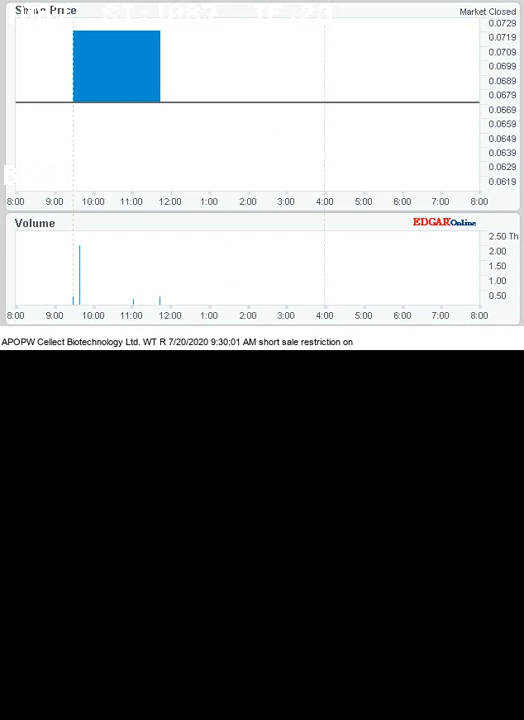 Share Price
Market Closed
0.0729
0.0719
0.0709
0.0699
0.0689
0.0679
0.0669
0.0659
0.0649
0.0639
0.0629
0.0619
8:00 9:00 10:00 11:00 12:00 1:00 2:00 3:00 4:00 5:00 6:00 7:00 8:00
Volume
EDGAR Online
2.50 Th
2.00
1.50
1.00
0.50
8:00 9:00 10:00 11:00 12:00 1:00 2:00 3:00 4:00 5:00 6:00 7:00 8:00
APOPW Cellect Biotechnology Ltd. WT R 7/20/2020 9:30:01 AM short sale restriction on